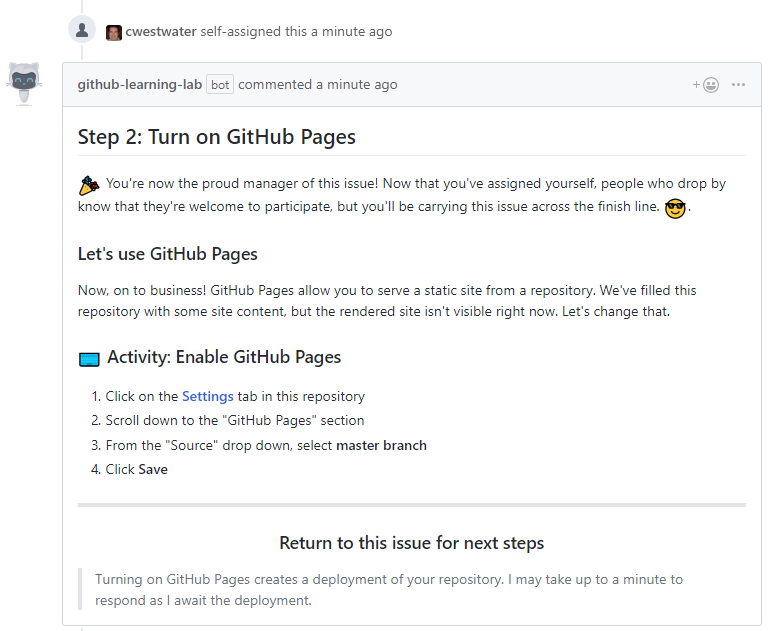 cwestwater self-assigned this a minute ago
github-learning-lab bot commented a minute ago
Step 2: Turn on GitHub Pages
You're now the proud manager of this issue! Now that you've assigned yourself, people who drop by
know that they're welcome to participate, but you'll be carrying this issue across the finish line. .
Let's use GitHub Pages
Now, on to business! GitHub Pages allow you to serve a static site from a repository. We've filled this
repository with some site content, but the rendered site isn't visible right now. Let's change that.
Activity: Enable GitHub Pages
1. Click on the Settings tab in this repository
2. Scroll down to the "GitHub Pages" section
3. From the "Source" drop down, select master branch
4. Click Save
Return to this issue for next steps
Turning on GitHub Pages creates a deployment of your repository. I may take up to a minute to
respond as I await the deployment.